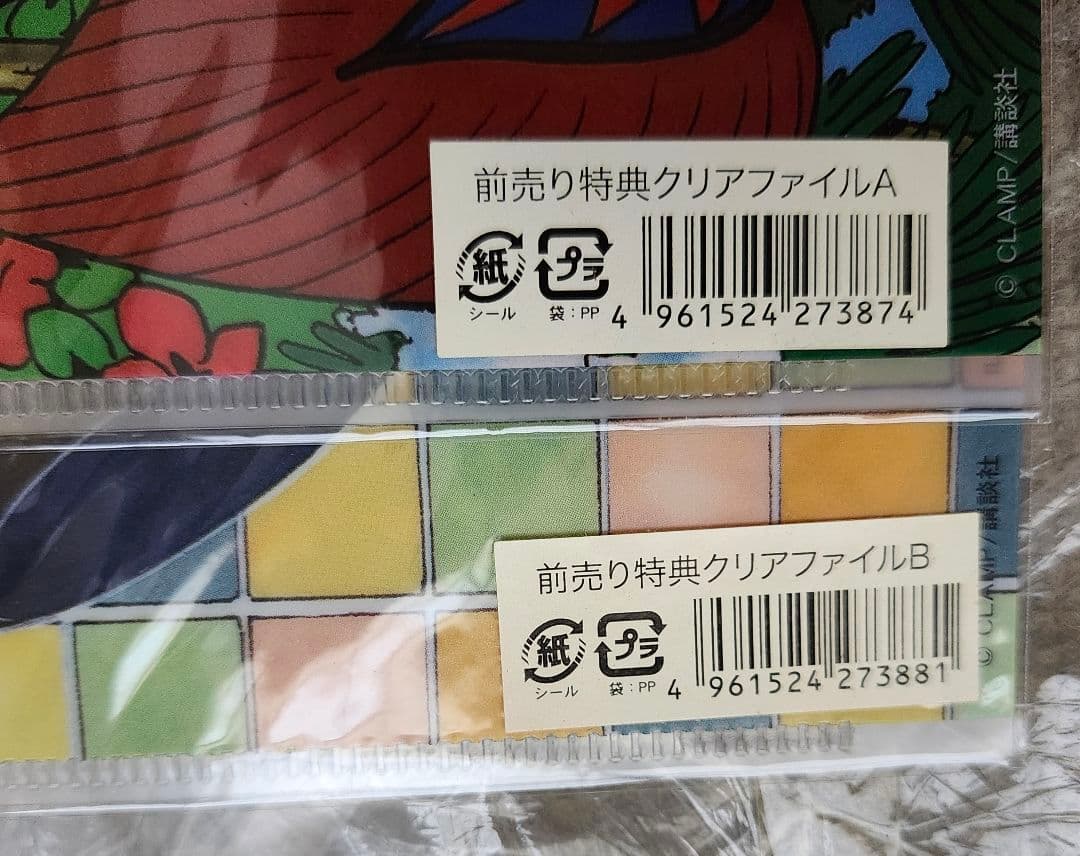 前売り特典クリアファイルA
紙 プラ
シール 袋:PP
4 961524 273874
© CLAMP/講談社
前売り特典クリアファイルB
紙 プラ
シール 袋:PP
4 961524 273881
© CLAMP/講談社